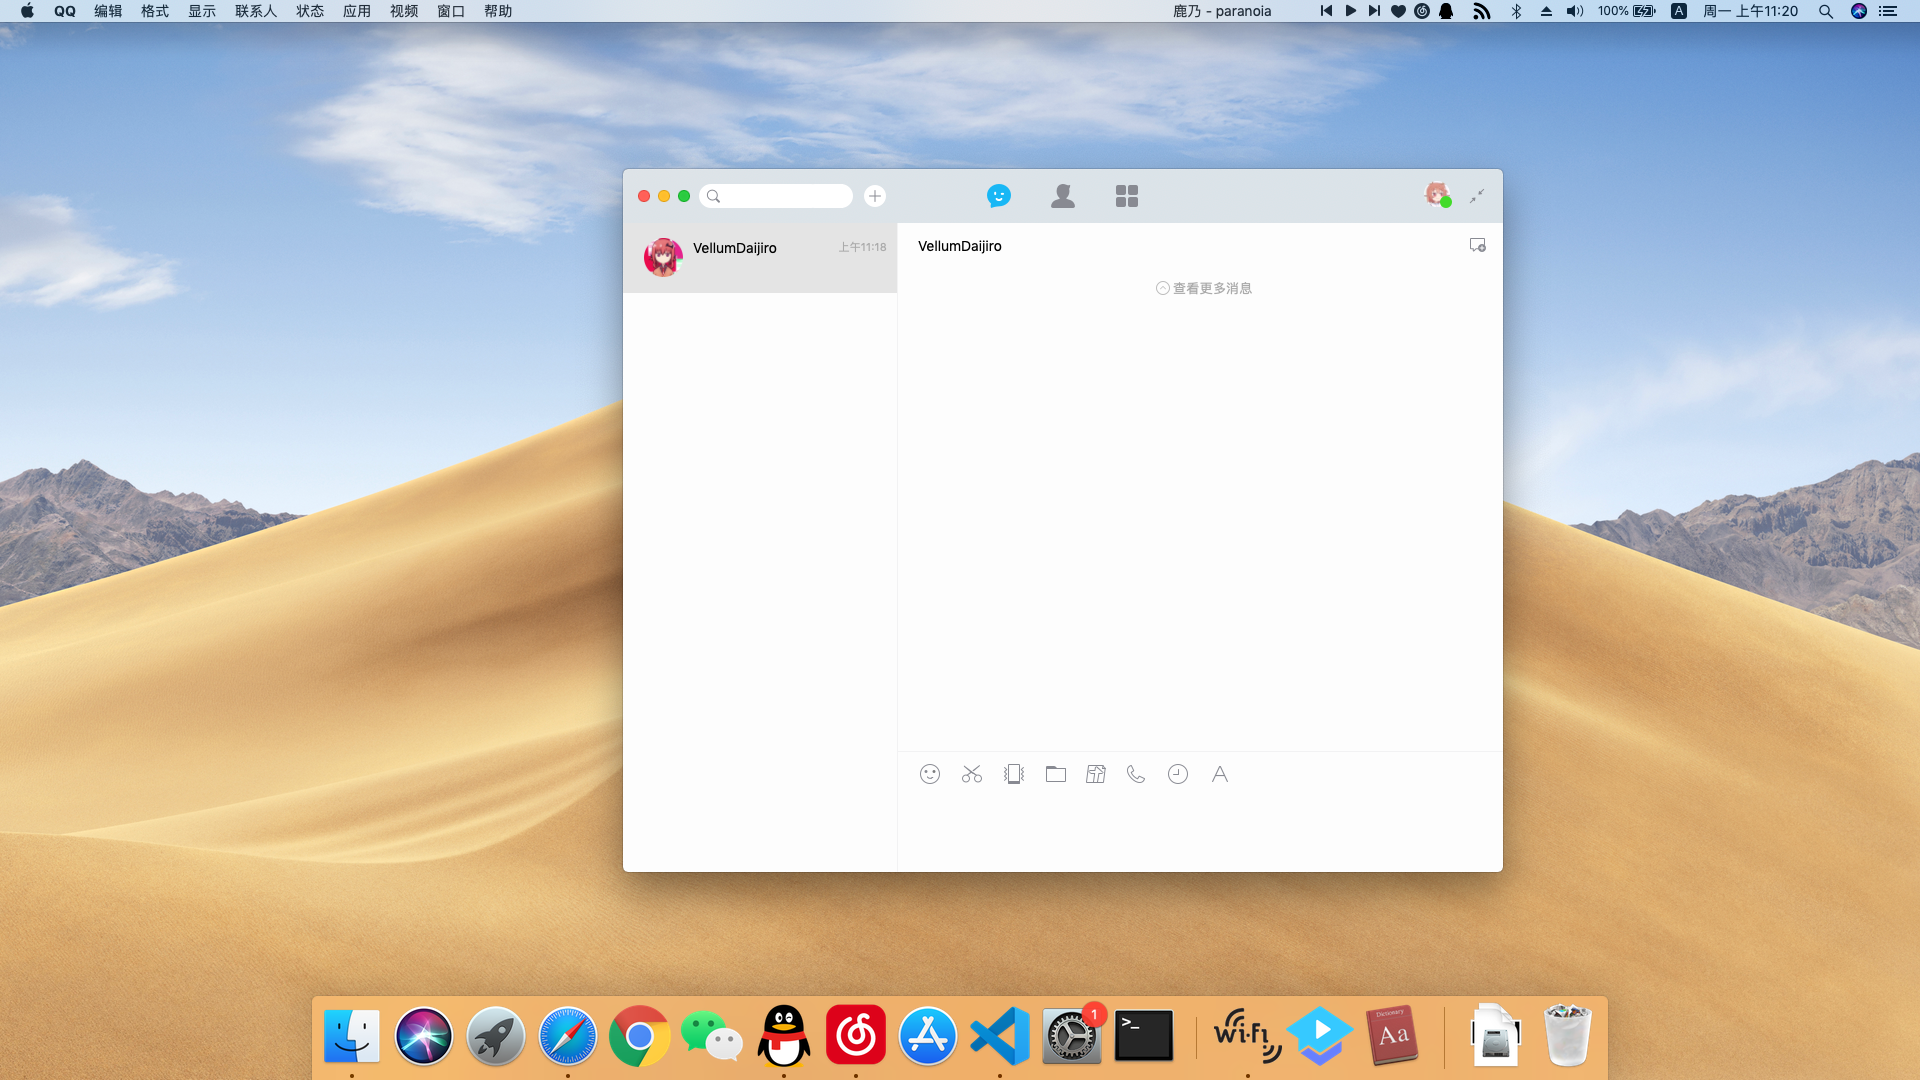 QQ 编辑 格式 显示 联系人 状态 应用 视频 窗口 帮助 鹿乃 - paranoia 100% A 周一 上午11:20
VellumDaijiro 上午11:18
VellumDaijiro
查看更多消息
1
>_
Wi-fi
Dictionary
Aa